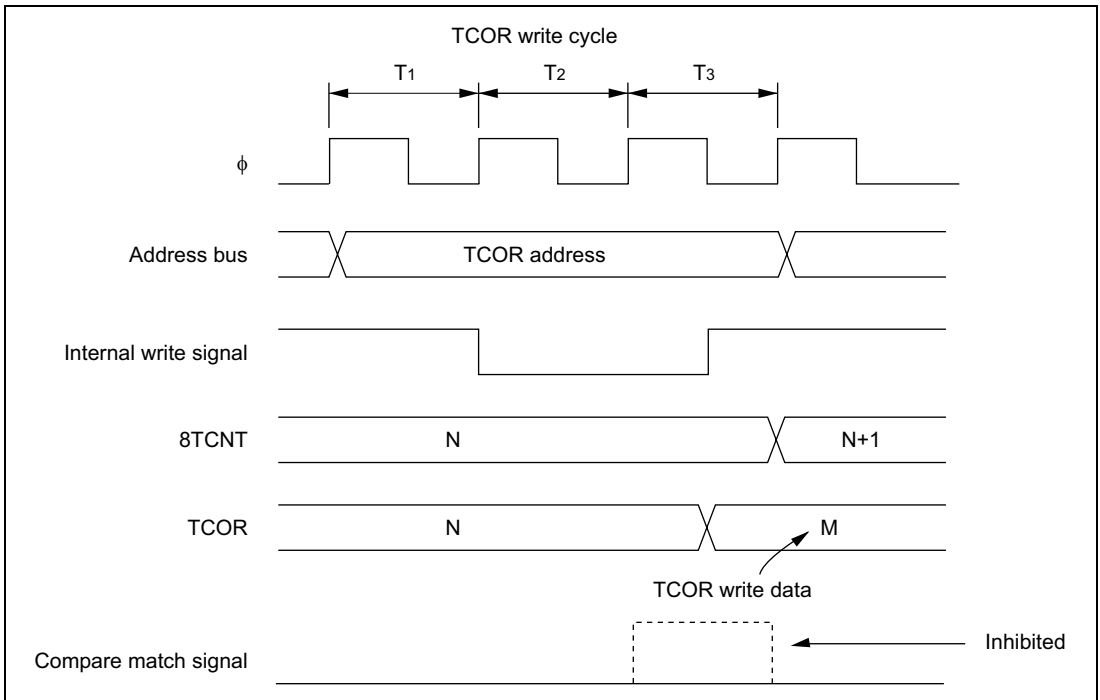 TCOR write cycle
T1 T2 T3
ϕ
Address bus TCOR address
Internal write signal
8TCNT N N+1
TCOR N M
TCOR write data
Inhibited
Compare match signal